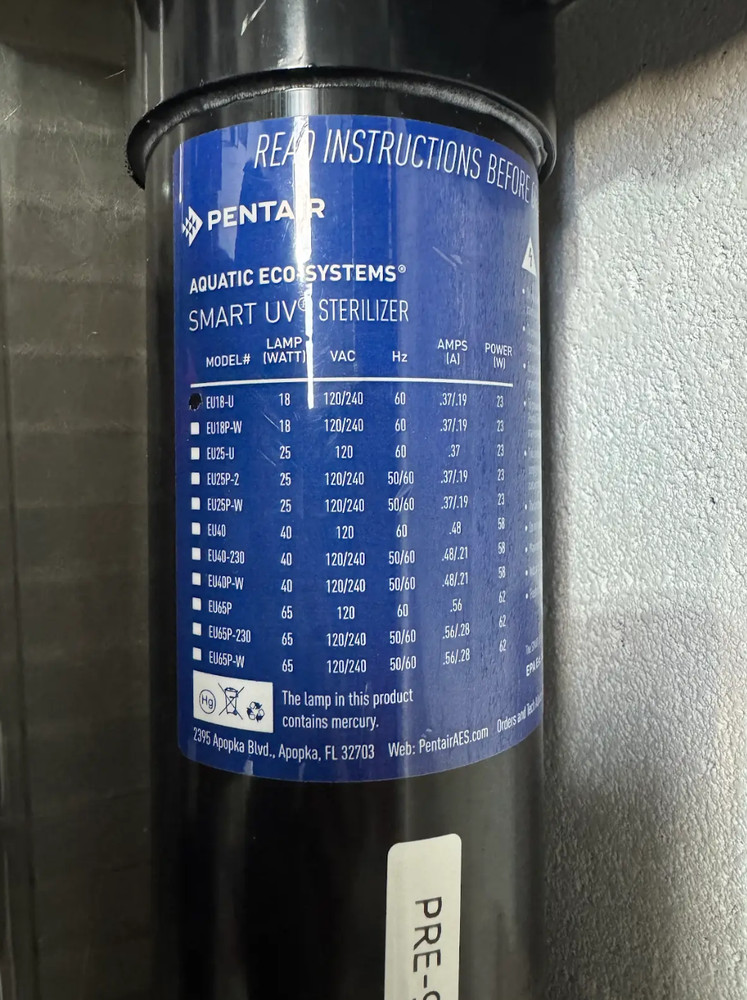 READ INSTRUCTIONS BEFORE
PENTAIR
AQUATIC ECO-SYSTEMS®
SMART UV® STERILIZER
MODEL# LAMP (WATT) VAC Hz AMPS (A) POWER (W)
EU18-U 18 120/240 60 .37/.19 23
EU18P-W 18 120/240 60 .37/.19 23
EU25-U 25 120 60 .37 23
EU25P-2 25 120/240 50/60 .37/.19 23
EU25P-W 25 120/240 50/60 .37/.19 23
EU40 40 120 60 .48 58
EU40-230 40 120/240 50/60 .48/.21 58
EU40P-W 40 120/240 50/60 .48/.21 58
EU65P 65 120 60 .56 62
EU65P-230 65 120/240 50/60 .56/.28 62
EU65P-W 65 120/240 50/60 .56/.28 62
Hg
The lamp in this product
contains mercury.
2395 Apopka Blvd., Apopka, FL 32703 Web: PentairAES.com Orders and Tech
EPA Est
PRE-